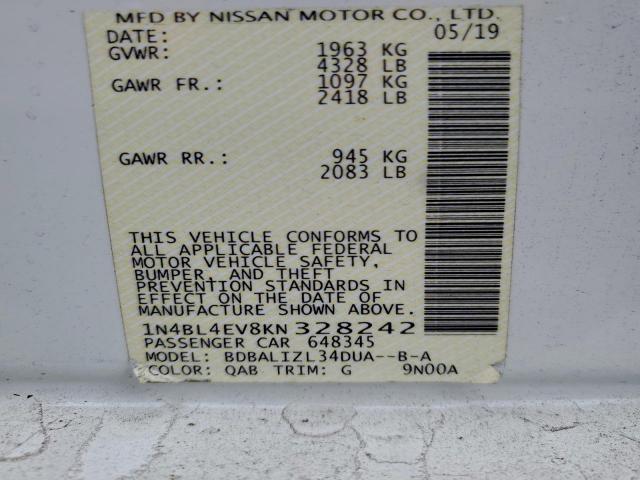 MFD BY NISSAN MOTOR CO., LTD.
DATE: 05/19
GVWR: 1963 KG
4328 LB
GAWR FR.: 1097 KG
2418 LB
GAWR RR.: 945 KG
2083 LB
THIS VEHICLE CONFORMS TO
ALL APPLICABLE FEDERAL
MOTOR VEHICLE SAFETY,
BUMPER, AND THEFT
PREVENTION STANDARDS IN
EFFECT ON THE DATE OF
MANUFACTURE SHOWN ABOVE.
1N4BL4EV8KN328242
PASSENGER CAR 648345
MODEL: BDBALIZL34DUA--B-A
COLOR: QAB TRIM: G 9N00A